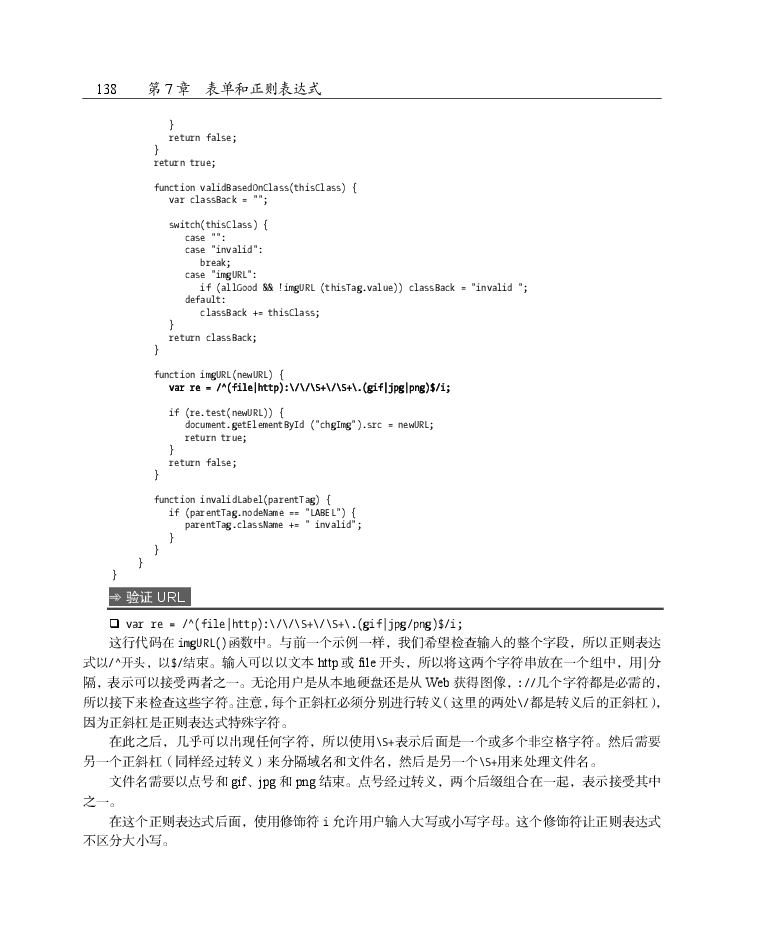 138 第 7 章 表单和正则表达式
}
return false;
}
return true;
function validBasedOnClass(thisClass) {
var classBack = "";
switch(thisClass) {
case "":
case "invalid":
break;
case "imgURL":
if (allGood && !imgURL (thisTag.value)) classBack = "invalid ";
default:
classBack += thisClass;
}
return classBack;
}
function imgURL(newURL) {
var re = /^(file|http):\/\/\S+\/\S+\.(gif|jpg|png)$/i;
if (re.test(newURL)) {
document.getElementById ("chgImg").src = newURL;
return true;
}
return false;
}
function invalidLabel(parentTag) {
if (parentTag.nodeName == "LABEL") {
parentTag.className += " invalid";
}
}
}
}
验证 URL
❑ var re = /^(file|http):\/\/\S+\/\S+\.(gif|jpg/png)$/i;
这行代码在 imgURL()函数中。与前一个示例一样，我们希望检查输入的整个字段，所以正则表达
式以/^开头，以$/结束。输入可以以文本 http 或 file 开头，所以将这两个字符串放在一个组中，用|分
隔，表示可以接受两者之一。无论用户是从本地硬盘还是从 Web 获得图像，://几个字符都是必需的，
所以接下来检查这些字符。注意，每个正斜杠必须分别进行转义（这里的两处\/都是转义后的正斜杠），
因为正斜杠是正则表达式特殊字符。
在此之后，几乎可以出现任何字符，所以使用\S+表示后面是一个或多个非空格字符。然后需要
另一个正斜杠（同样经过转义）来分隔域名和文件名，然后是另一个\S+用来处理文件名。
文件名需要以点号和 gif、jpg 和 png 结束。点号经过转义，两个后缀组合在一起，表示接受其中
之一。
在这个正则表达式后面，使用修饰符 i 允许用户输入大写或小写字母。这个修饰符让正则表达式
不区分大小写。